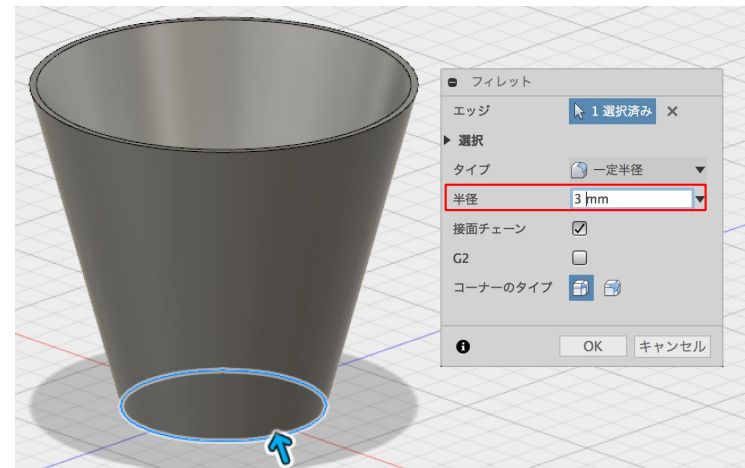 フィレット
エッジ 1 選択済み
選択
タイプ 一定半径
半径 3 mm
接面チェーン
G2
コーナーのタイプ
OK キャンセル